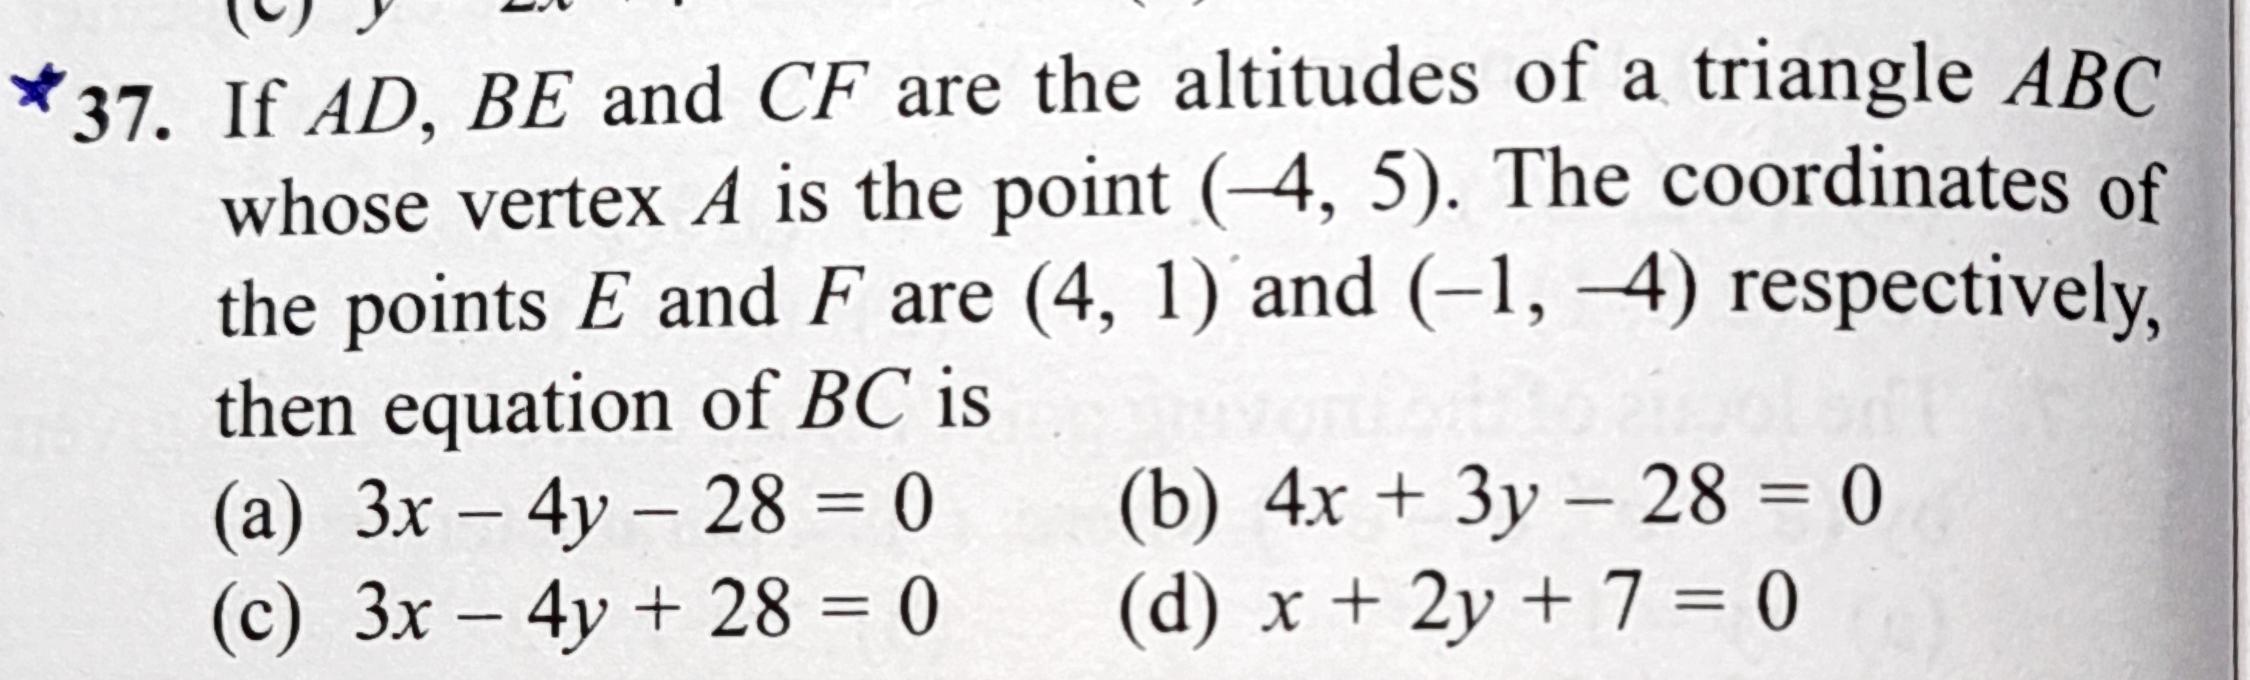 *37. If AD, BE and CF are the altitudes of a triangle ABC
whose vertex A is the point (–4, 5). The coordinates of
the points E and F are (4, 1) and (–1, –4) respectively,
then equation of BC is
(a) 3x – 4y – 28 = 0 (b) 4x + 3y – 28 = 0
(c) 3x – 4y + 28 = 0 (d) x + 2y + 7 = 0